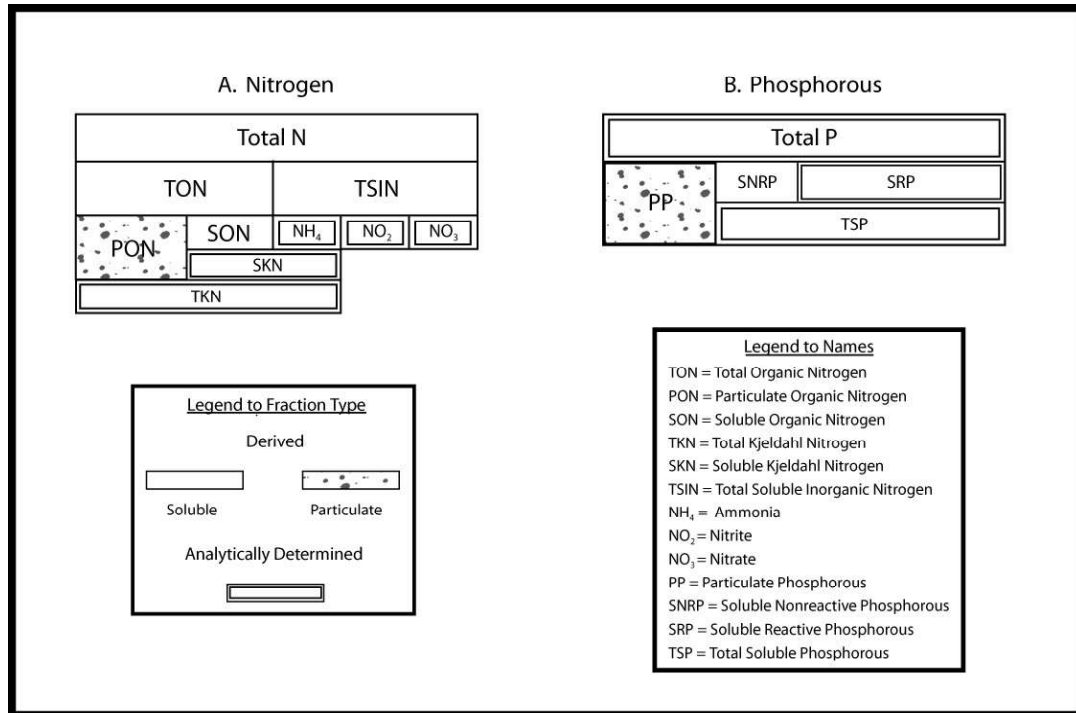 A. Nitrogen
Total N
TON TSIN
PON SON NH₄ NO₂ NO₃
SKN
TKN
B. Phosphorous
Total P
PP SNRP SRP
TSP
Legend to Fraction Type
Derived
Soluble Particulate
Analytically Determined
Legend to Names
TON = Total Organic Nitrogen
PON = Particulate Organic Nitrogen
SON = Soluble Organic Nitrogen
TKN = Total Kjeldahl Nitrogen
SKN = Soluble Kjeldahl Nitrogen
TSIN = Total Soluble Inorganic Nitrogen
NH₄ = Ammonia
NO₂ = Nitrite
NO₃ = Nitrate
PP = Particulate Phosphorous
SNRP = Soluble Nonreactive Phosphorous
SRP = Soluble Reactive Phosphorous
TSP = Total Soluble Phosphorous